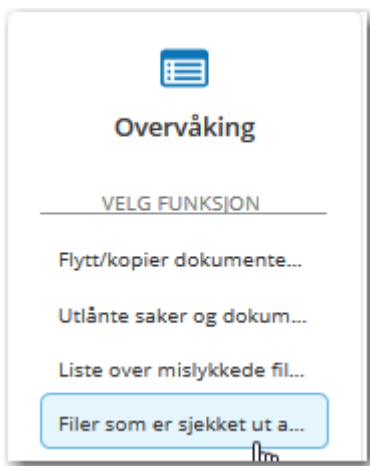 Overvåking
VELG FUNKSJON
Flytt/kopier dokumente...
Utlånte saker og dokum...
Liste over mislykkede fil...
Filer som er sjekket ut a...